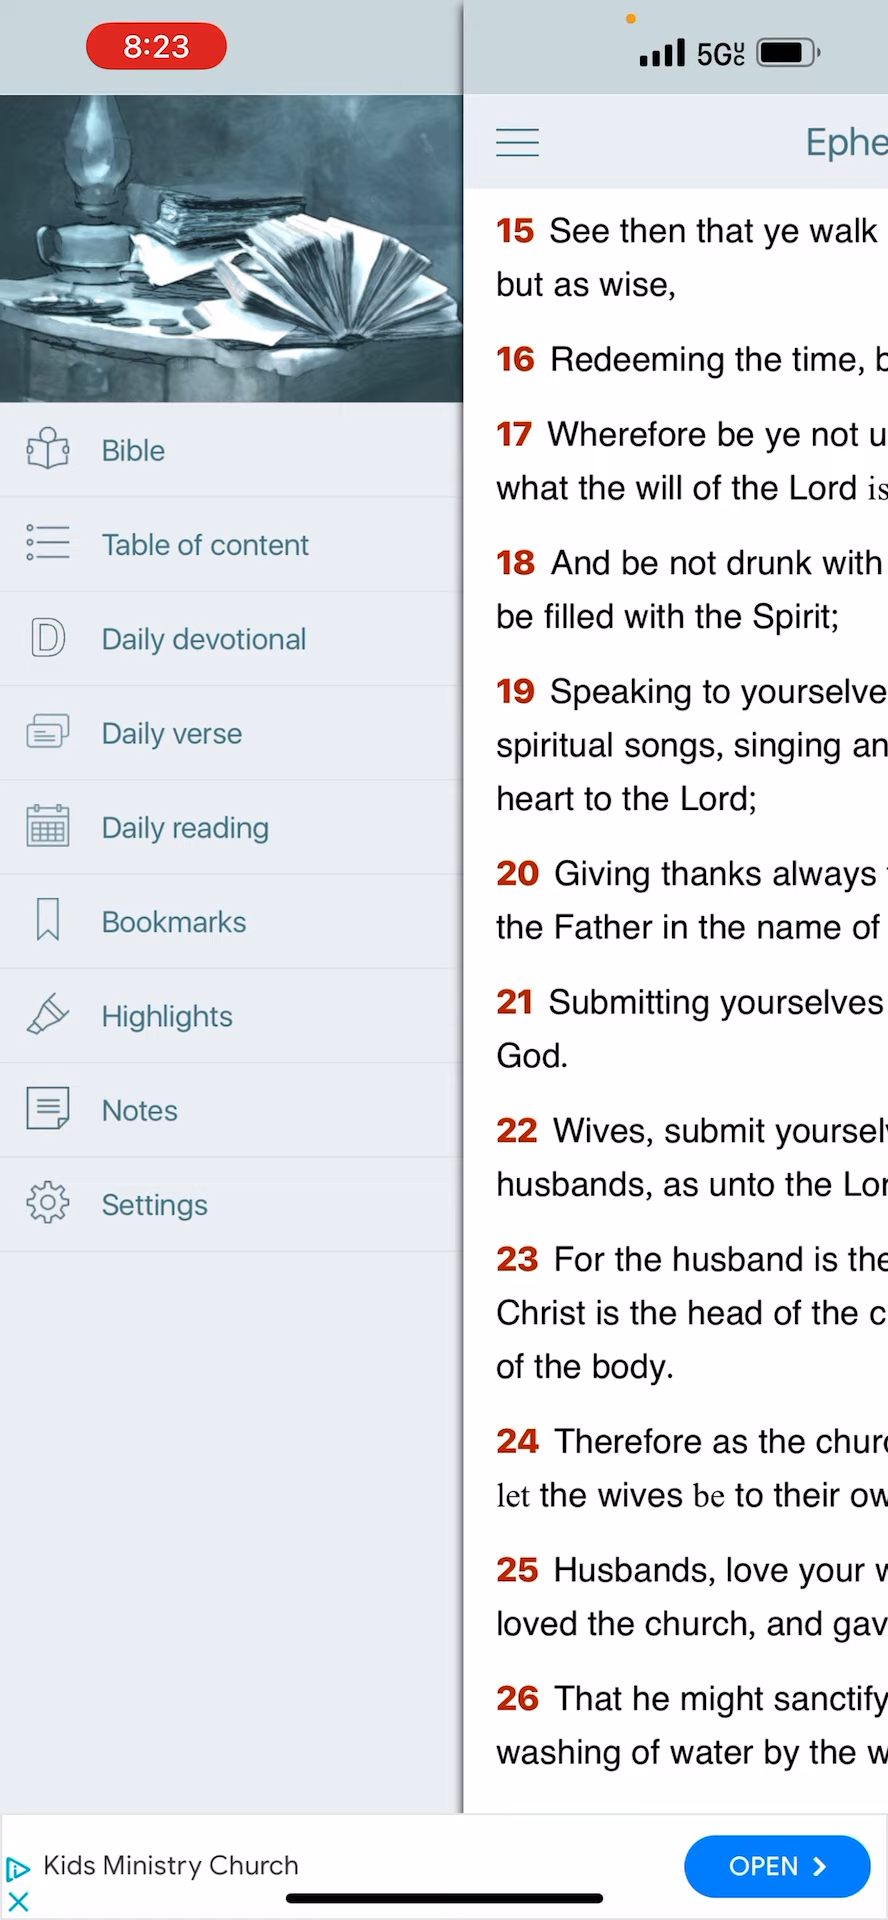 8:23
5G
Bible
Table of content
Daily devotional
Daily verse
Daily reading
Bookmarks
Highlights
Notes
Settings
Ephe
15 See then that ye walk
but as wise,
16 Redeeming the time, b
17 Wherefore be ye not u
what the will of the Lord is
18 And be not drunk with
be filled with the Spirit;
19 Speaking to yourselve
spiritual songs, singing an
heart to the Lord;
20 Giving thanks always
the Father in the name of
21 Submitting yourselves
God.
22 Wives, submit yoursel
husbands, as unto the Lor
23 For the husband is the
Christ is the head of the c
of the body.
24 Therefore as the chur
let the wives be to their ow
25 Husbands, love your w
loved the church, and gav
26 That he might sanctify
washing of water by the w
Kids Ministry Church
OPEN